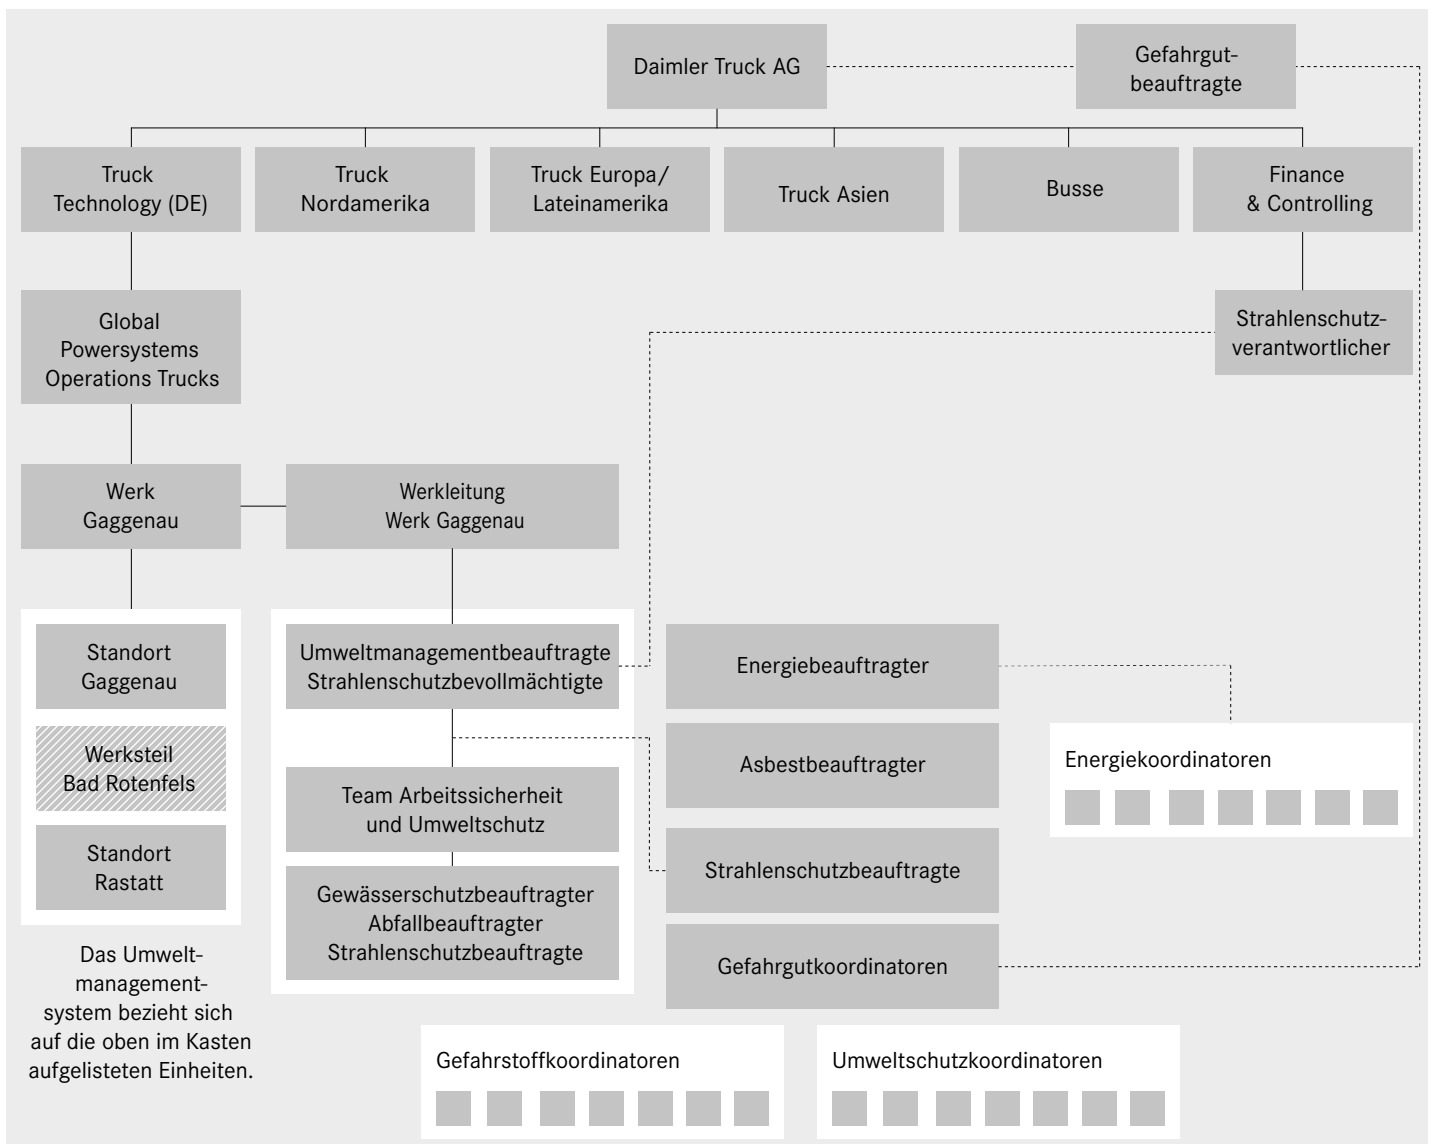 Daimler Truck AG
Gefahrgut-
beauftragte
Truck
Technology (DE)
Truck
Nordamerika
Truck Europa/
Lateinamerika
Truck Asien
Busse
Finance
& Controlling
Global
Powersystems
Operations Trucks
Strahlenschutz-
verantwortlicher
Werk
Gaggenau
Werkleitung
Werk Gaggenau
Standort
Gaggenau
Werksteil
Bad Rotenfels
Standort
Rastatt
Das Umwelt-
management-
system bezieht sich
auf die oben im Kasten
aufgelisteten Einheiten.
Umweltmanagementbeauftragte
Strahlenschutzbevollmächtigte
Team Arbeitssicherheit
und Umweltschutz
Gewässerschutzbeauftragter
Abfallbeauftragter
Strahlenschutzbeauftragte
Energiebeauftragter
Asbestbeauftragter
Strahlenschutzbeauftragte
Gefahrgutkoordinatoren
Energiekoordinatoren
Gefahrstoffkoordinatoren
Umweltschutzkoordinatoren